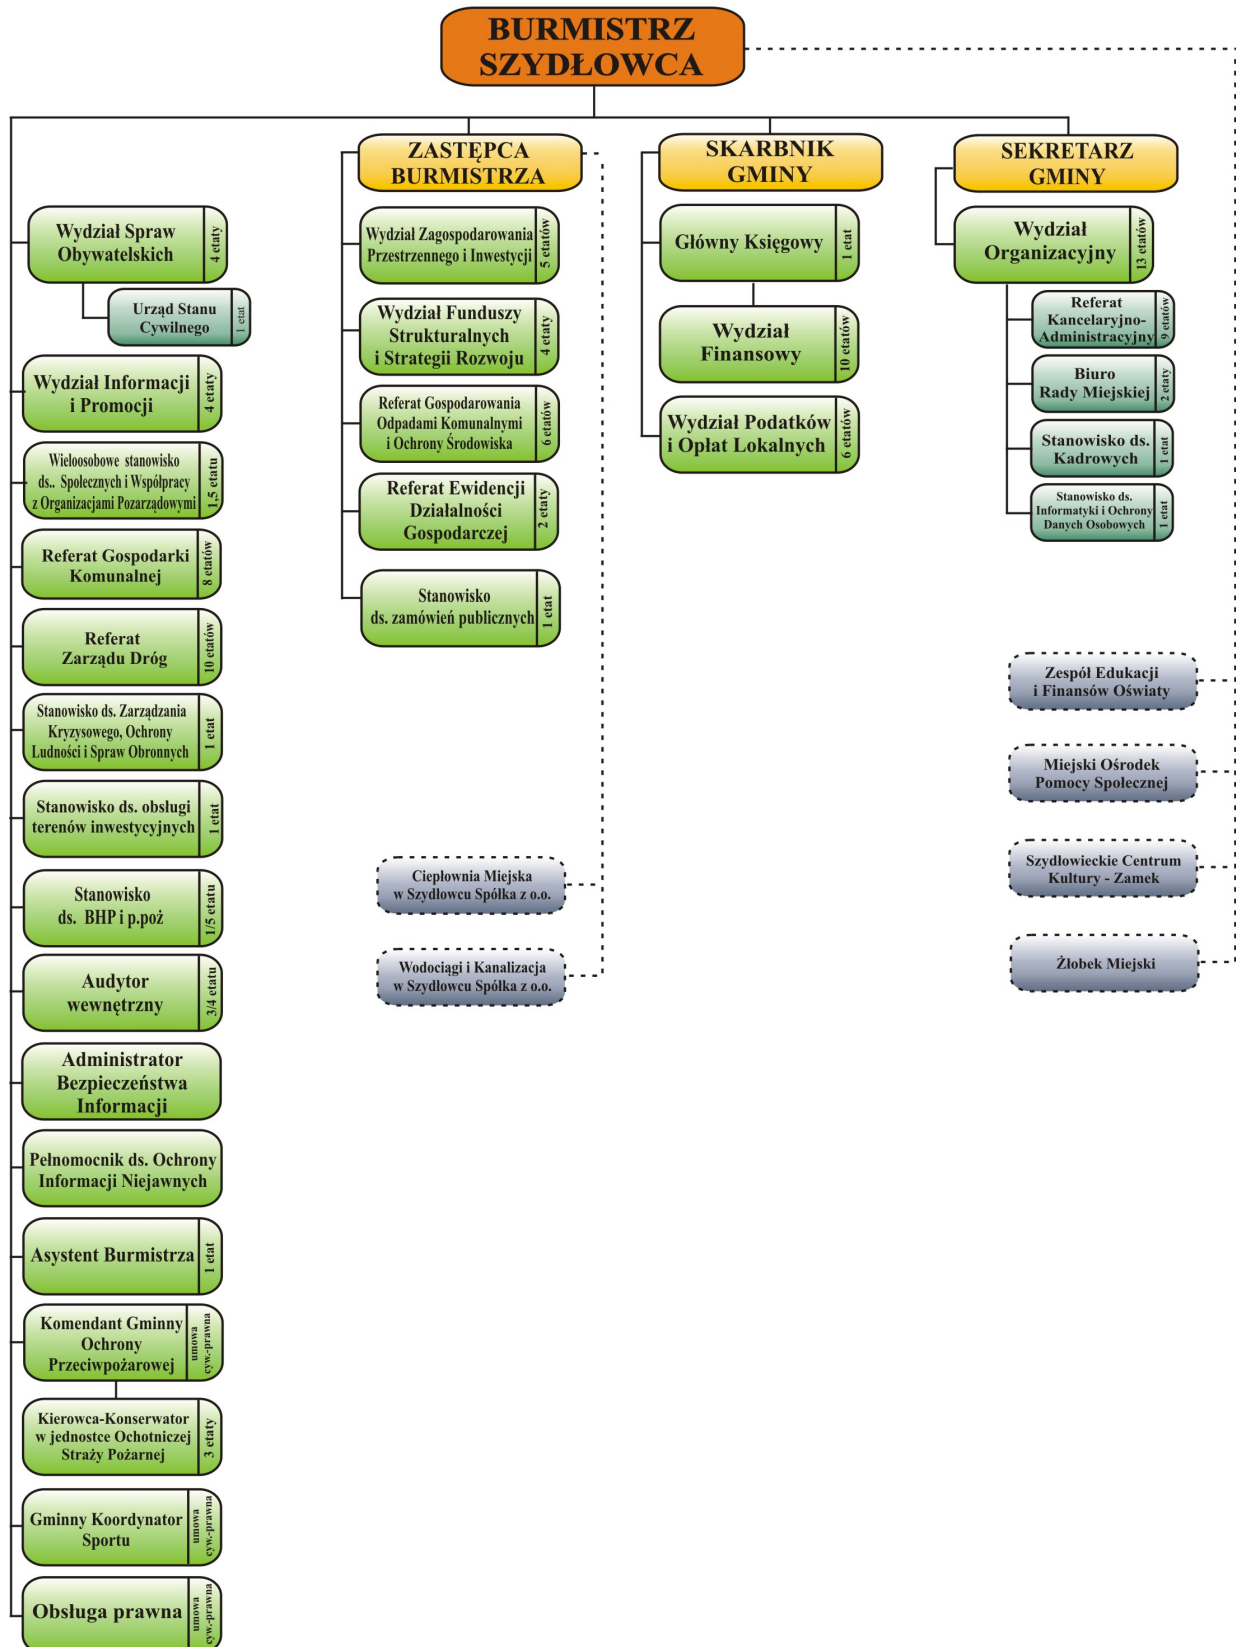 BURMISTRZ
SZYDŁOWCA
Wydział Spraw
Obywatelskich
4 etaty
Urząd Stanu
Cywilnego
1 etat
Wydział Informacji
i Promocji
4 etaty
Wieloosobowe stanowisko
ds.. Społecznych i Współpracy
z Organizacjami Pozarządowymi
1,5 etatu
Referat Gospodarki
Komunalnej
8 etatów
Referat
Zarządu Dróg
10 etatów
Stanowisko ds. Zarządzania
Kryzysowego, Ochrony
Ludności i Spraw Obronnych
1 etat
Stanowisko ds. obsługi
terenów inwestycyjnych
1 etat
Stanowisko
ds. BHP i p.poż
1/5 etatu
Audytor
wewnętrzny
3/4 etatu
Administrator
Bezpieczeństwa
Informacji
Pełnomocnik ds. Ochrony
Informacji Niejawnych
Asystent Burmistrza
1 etat
Komendant Gminny
Ochrony
Przeciwpożarowej
umowa
cyw.-prawna
Kierowca-Konserwator
w jednostce Ochotniczej
Straży Pożarnej
3 etaty
Gminny Koordynator
Sportu
umowa
cyw.-prawna
Obsługa prawna
umowa
cyw.-prawna
ZASTĘPCA
BURMISTRZA
Wydział Zagospodarowania
Przestrzennego i Inwestycji
5 etatów
Wydział Funduszy
Strukturalnych
i Strategii Rozwoju
4 etaty
Referat Gospodarowania
Odpadami Komunalnymi
i Ochrony Środowiska
6 etatów
Referat Ewidencji
Działalności
Gospodarczej
2 etaty
Stanowisko
ds. zamówień publicznych
1 etat
Ciepłownia Miejska
w Szydłowcu Spółka z o.o.
Wodociągi i Kanalizacja
w Szydłowcu Spółka z o.o.
SKARBNIK
GMINY
Główny Księgowy
1 etat
Wydział
Finansowy
10 etatów
Wydział Podatków
i Opłat Lokalnych
6 etatów
SEKRETARZ
GMINY
Wydział
Organizacyjny
13 etatów
Referat
Kancelaryjno-
Administracyjny
9 etatów
Biuro
Rady Miejskiej
2 etaty
Stanowisko ds.
Kadrowych
1 etat
Stanowisko ds.
Informatyki i Ochrony
Danych Osobowych
1 etat
Zespół Edukacji
i Finansów Oświaty
Miejski Ośrodek
Pomocy Społecznej
Szydłowieckie Centrum
Kultury - Zamek
Żłobek Miejski